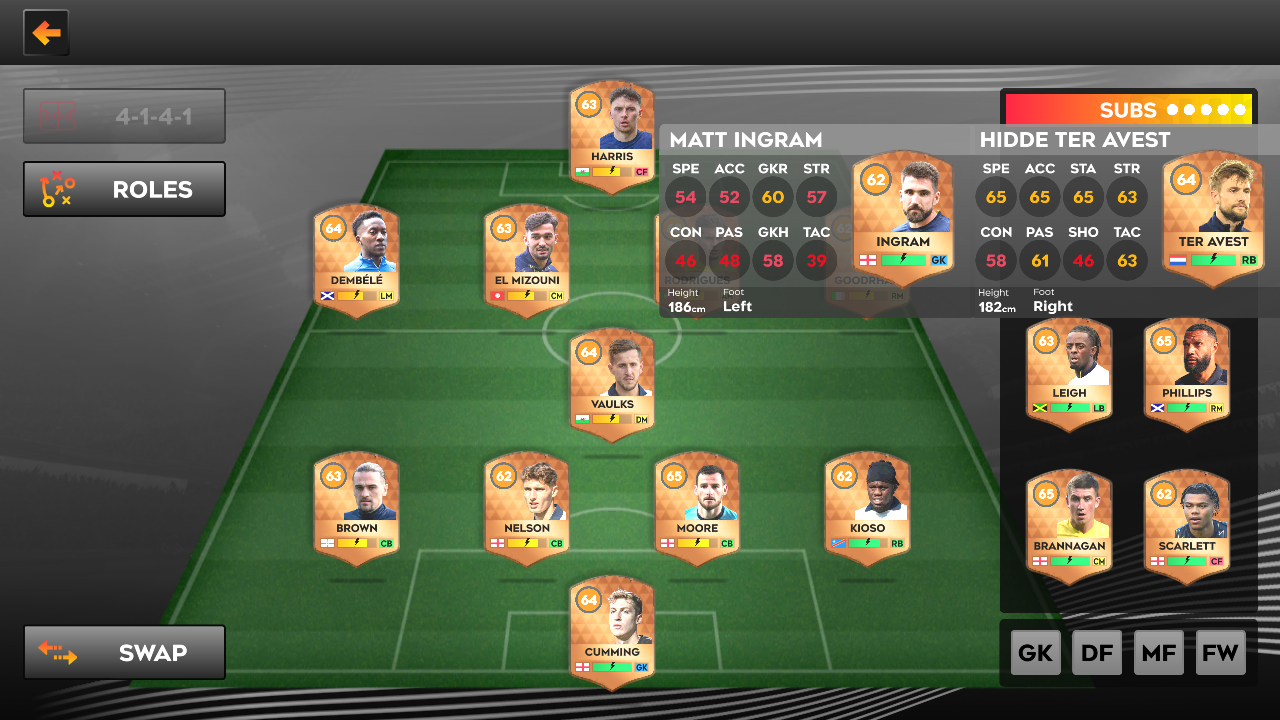 4-1-4-1
ROLES
SUBS
63
HARRIS
CF
MATT INGRAM
SPE ACC GKR STR
54 52 60 57
CON PAS GKH TAC
46 48 58 39
Height Foot
186cm Left
62
INGRAM
GK
HIDDE TER AVEST
SPE ACC STA STR
65 65 65 63
CON PAS SHO TAC
58 61 46 63
Height Foot
182cm Right
64
TER AVEST
RB
64
DEMBÉLÉ
LM
63
EL MIZOUNI
CM
RODRIGUES
62
RM
64
VAULKS
DM
63
LEIGH
LB
65
PHILLIPS
RM
63
BROWN
CB
62
NELSON
CB
65
MOORE
CB
62
KIOSO
RB
65
BRANNAGAN
CM
62
SCARLETT
CF
64
CUMMING
GK
SWAP
GK DF MF FW